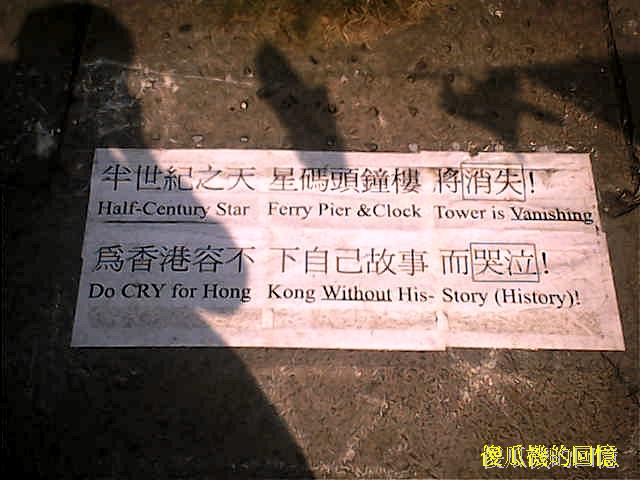 半世紀之天星碼頭鐘樓將消失!
Half-Century Star Ferry Pier &Clock Tower is Vanishing
為香港容不下自己故事而哭泣!
Do CRY for Hong Kong Without His-Story (History)!
傻瓜機的回憶